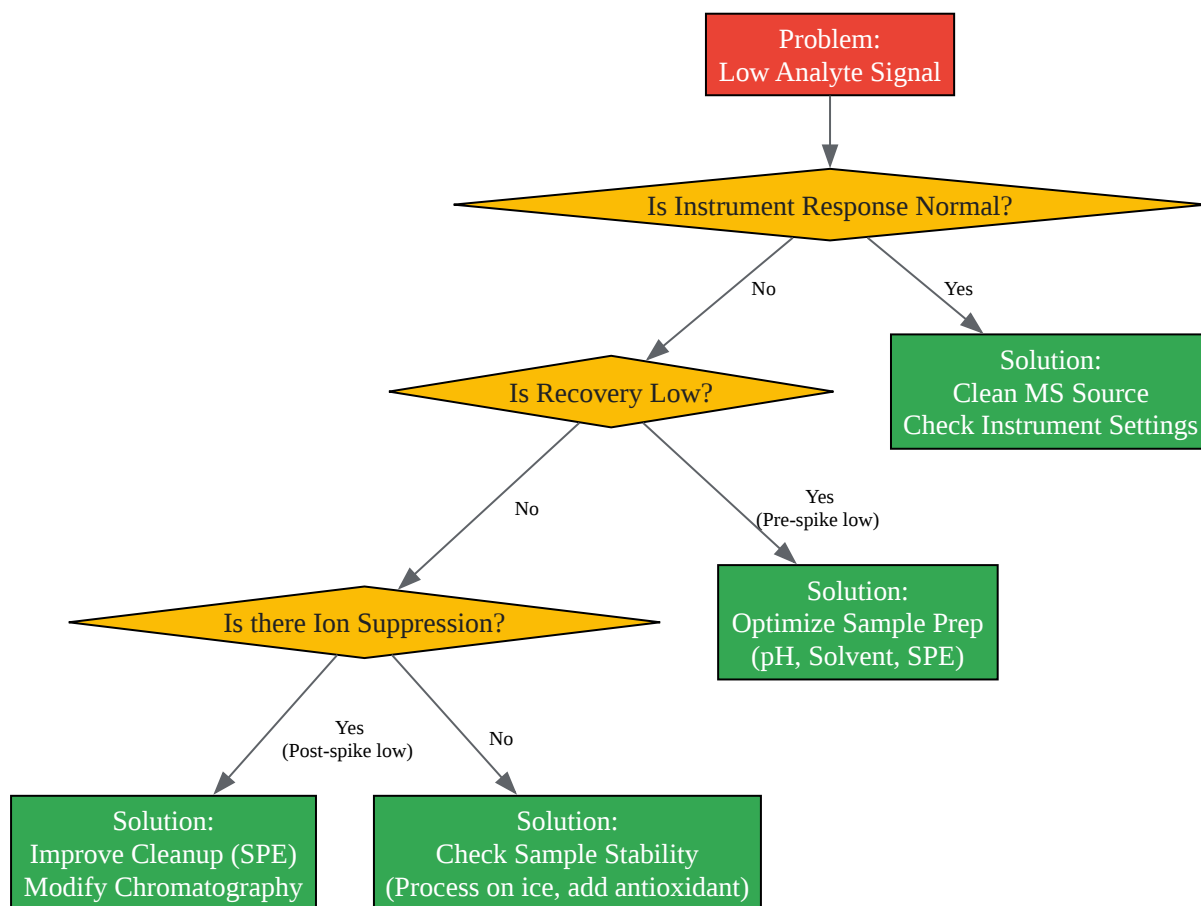 Problem:
Low Analyte Signal
Is Instrument Response Normal?
No
Yes
Solution:
Clean MS Source
Check Instrument Settings
Is Recovery Low?
No
Yes
(Pre-spike low)
Solution:
Optimize Sample Prep
(pH, Solvent, SPE)
Is there Ion Suppression?
Yes
(Post-spike low)
No
Solution:
Improve Cleanup (SPE)
Modify Chromatography
Solution:
Check Sample Stability
(Process on ice, add antioxidant)